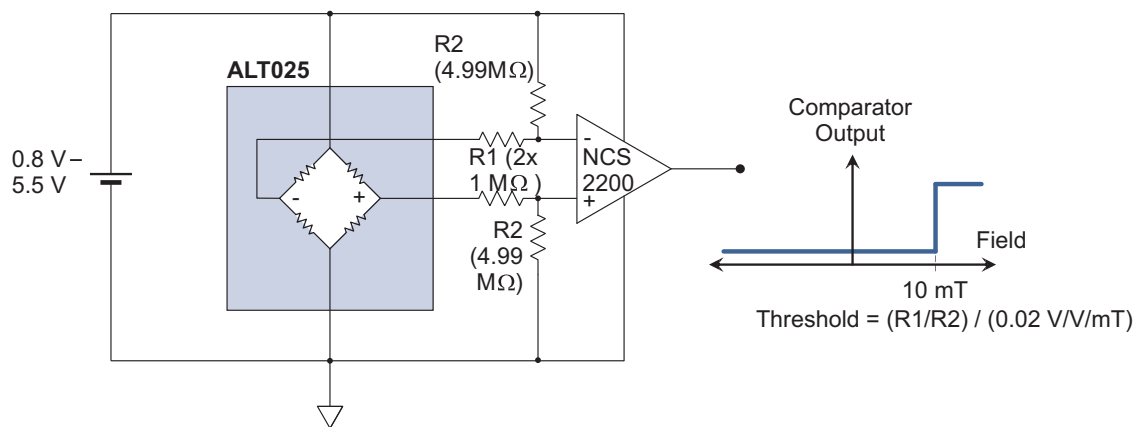 R2
(4.99MΩ)
ALT025
0.8 V–
5.5 V
-
+
R1 (2x
1 MΩ )
-
NCS
2200
+
R2
(4.99
MΩ)
Comparator
Output
Field
10 mT
Threshold = (R1/R2) / (0.02 V/V/mT)